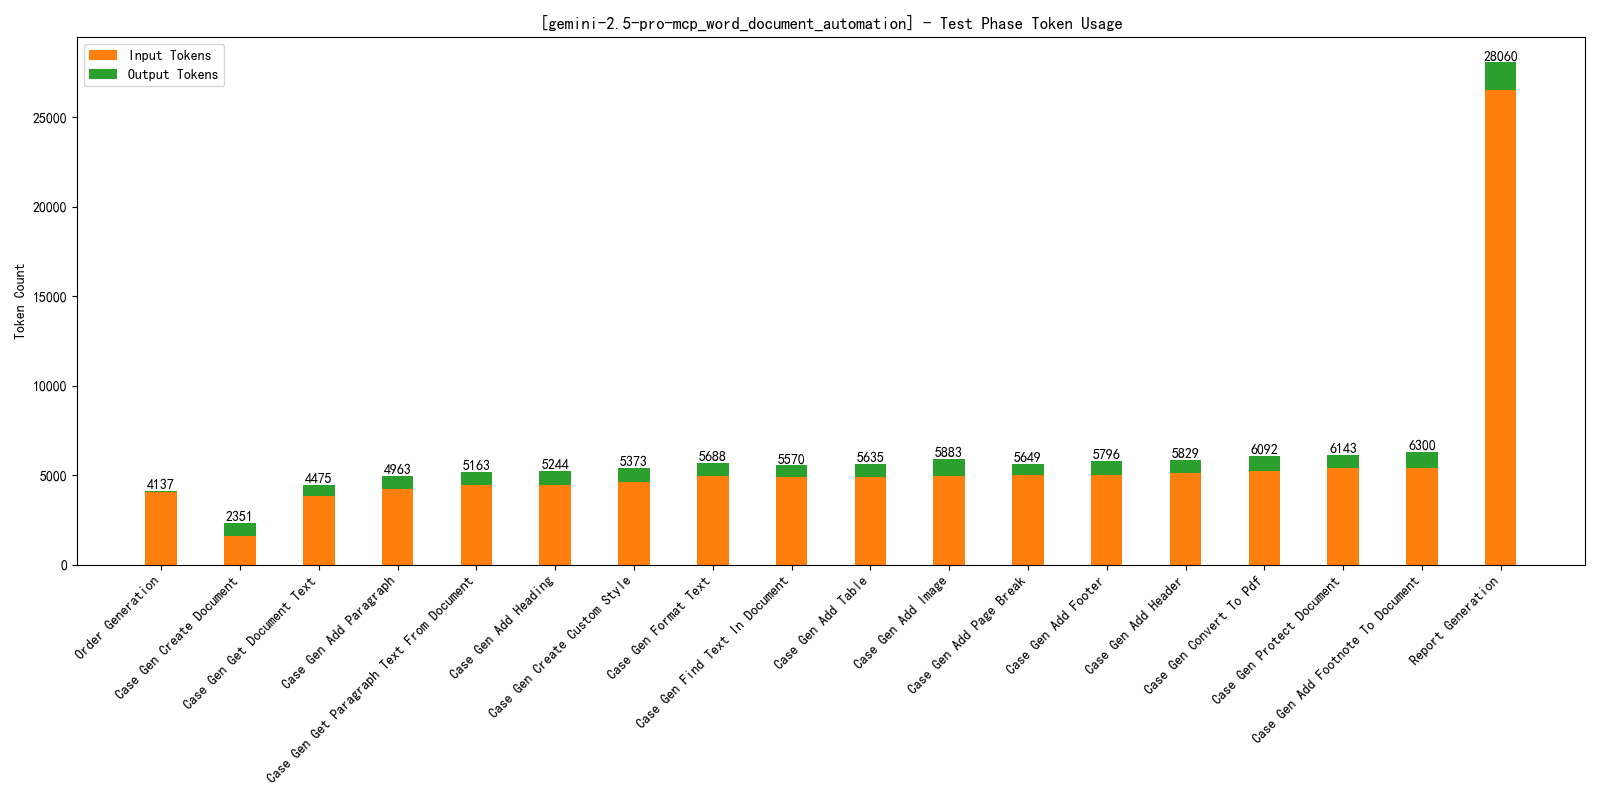 [gemini-2.5-pro-mcp_word_document_automation] - Test Phase Token Usage
Input Tokens
Output Tokens
Token Count
25000
20000
15000
10000
5000
0
4137
2351
4475
4963
5163
5244
5373
5688
5570
5635
5883
5649
5796
5829
6092
6143
6300
28060
Order Generation
Case Gen Create Document
Case Gen Get Document Text
Case Gen Add Paragraph
Case Gen Get Paragraph Text From Document
Case Gen Add Heading
Case Gen Create Custom Style
Case Gen Format Text
Case Gen Find Text In Document
Case Gen Add Table
Case Gen Add Image
Case Gen Add Page Break
Case Gen Add Footer
Case Gen Add Header
Case Gen Convert To Pdf
Case Gen Protect Document
Case Gen Add Footnote To Document
Report Generation